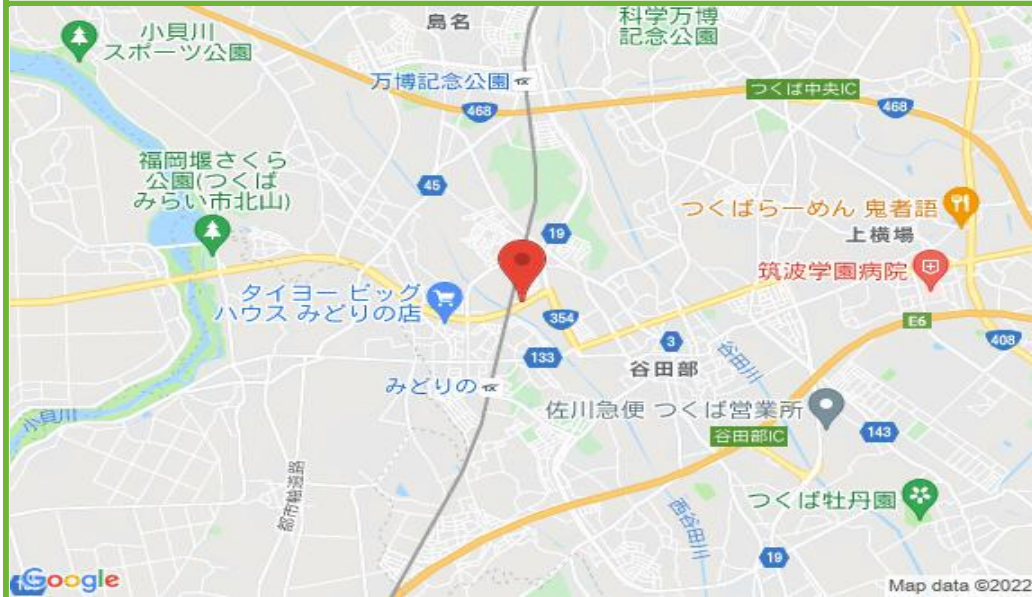 島名
科学万博
記念公園
小貝川
スポーツ公園
万博記念公園
つくば中央IC
468
468
福岡堰さくら
公園(つくば
みらい市北山)
45
つくばらーめん 鬼者語
19
上横場
筑波学園病院
タイヨー ビッグ
ハウス みどりの店
354
E6
3
408
133
谷田部
谷田川
みどりの
佐川急便 つくば営業所
小貝川
谷田部IC
143
都市軸道路
つくば牡丹園
西谷田川
19
Google
Map data ©2022